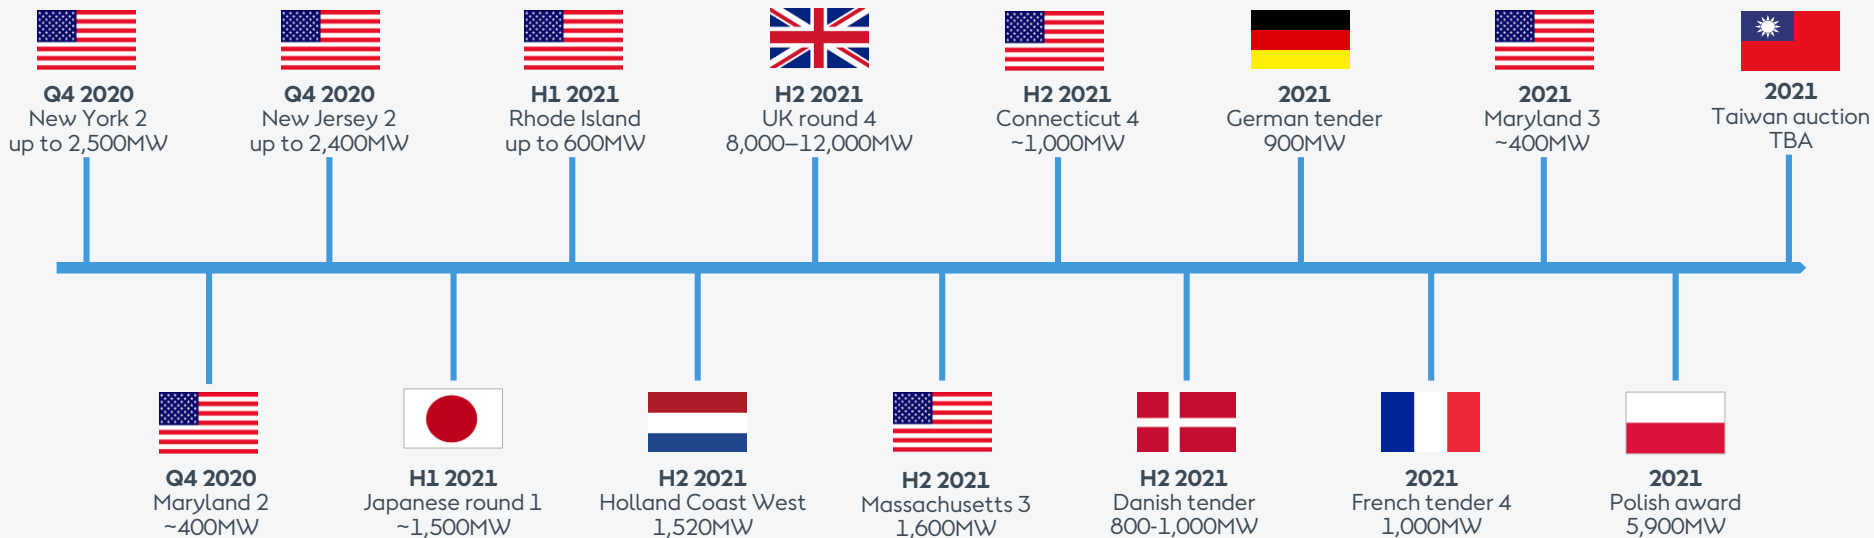 Q4 2020
New York 2
up to 2,500MW
Q4 2020
New Jersey 2
up to 2,400MW
H1 2021
Rhode Island
up to 600MW
H2 2021
UK round 4
8,000–12,000MW
H2 2021
Connecticut 4
~1,000MW
2021
German tender
900MW
2021
Maryland 3
~400MW
2021
Taiwan auction
TBA
Q4 2020
Maryland 2
~400MW
H1 2021
Japanese round 1
~1,500MW
H2 2021
Holland Coast West
1,520MW
H2 2021
Massachusetts 3
1,600MW
H2 2021
Danish tender
800-1,000MW
2021
French tender 4
1,000MW
2021
Polish award
5,900MW